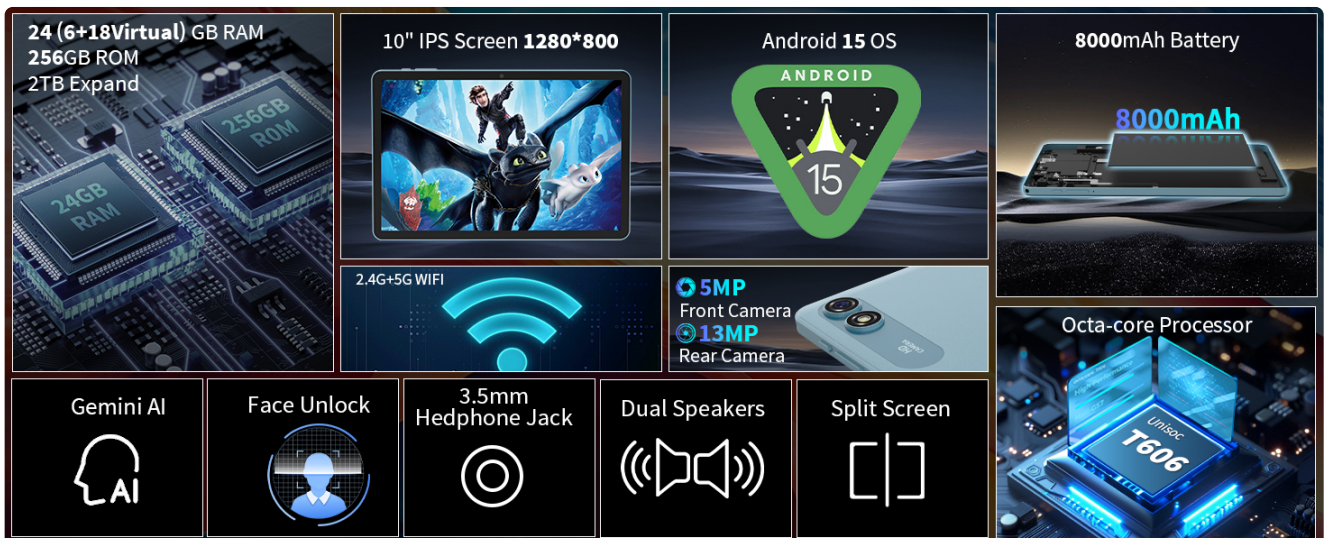 24 (6+18Virtual) GB RAM
256GB ROM
2TB Expand
256GB
ROM
24GB
RAM
10" IPS Screen 1280*800
Android 15 OS
ANDROID
15
8000mAh Battery
8000mAh
2.4G+5G WIFI
5MP
Front Camera
13MP
Rear Camera
HD
CAMERA
Octa-core Processor
Unisoc
T606
Gemini AI
AI
Face Unlock
3.5mm
Hedphone Jack
Dual Speakers
Split Screen